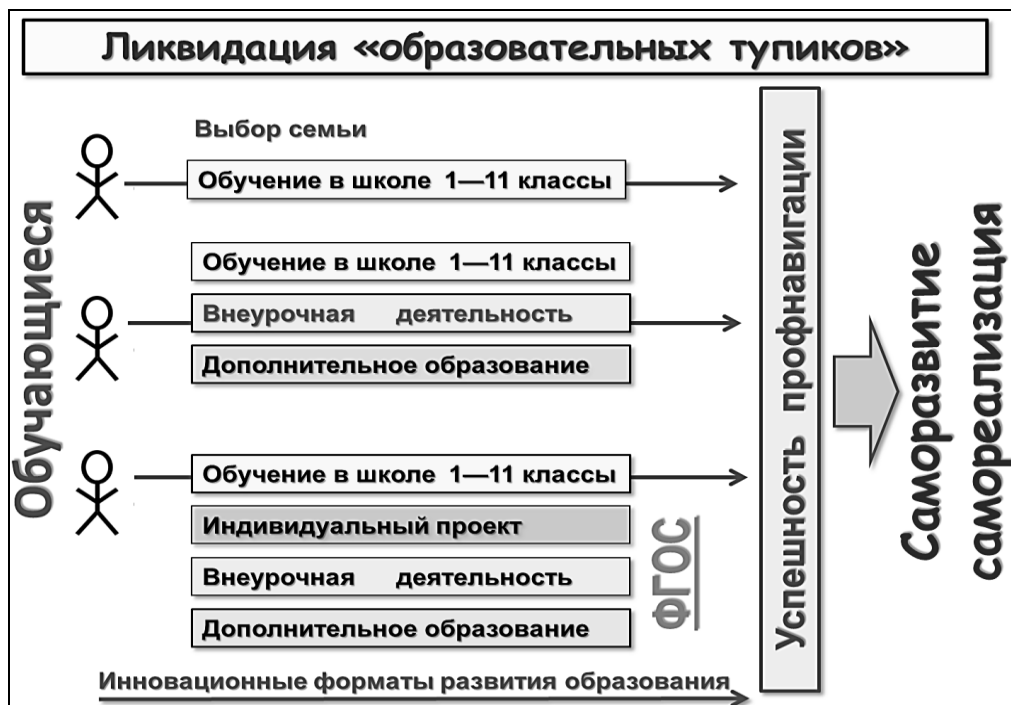 Ликвидация «образовательных тупиков»
Обучающиеся
Выбор семьи
Обучение в школе 1—11 классы
Обучение в школе 1—11 классы
Внеурочная деятельность
Дополнительное образование
Обучение в школе 1—11 классы
Индивидуальный проект
Внеурочная деятельность
Дополнительное образование
ФГОС
Инновационные форматы развития образования
Успешность профнавигации
Саморазвитие
самореализация